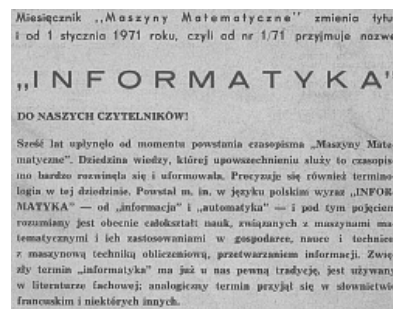 Miesięcznik ,,Maszyny Matematyczne" zmienia tytu
i od 1 stycznia 1971 roku, czyli od nr 1/71 przyjmuje nazwę
„INFORMATYKA"
DO NASZYCH CZYTELNIKÓW!
Sześć lat upłynęło od momentu powstania czasopisma „Maszyny Mate-
matyczne". Dziedzina wiedzy, której upowszechnieniu służy to czasopis-
mo bardzo rozwinęła się i uformowała. Precyzuje się również termino-
logia w tej dziedzinie. Powstał m. in. w języku polskim wyraz „INFOR-
MATYKA" — od „informacja" i „automatyka" — i pod tym pojęciem
rozumiany jest obecnie całokształt nauk, związanych z maszynami ma-
tematycznymi i ich zastosowaniami w gospodarce, nauce i technice
z maszynową techniką obliczeniową, przetwarzaniem informacji. Zwię-
zły termin „informatyka" ma już u nas pewną tradycję, jest używany
w literaturze fachowej; analogiczny termin przyjął się w słownictwie
francuskim i niektórych innych.